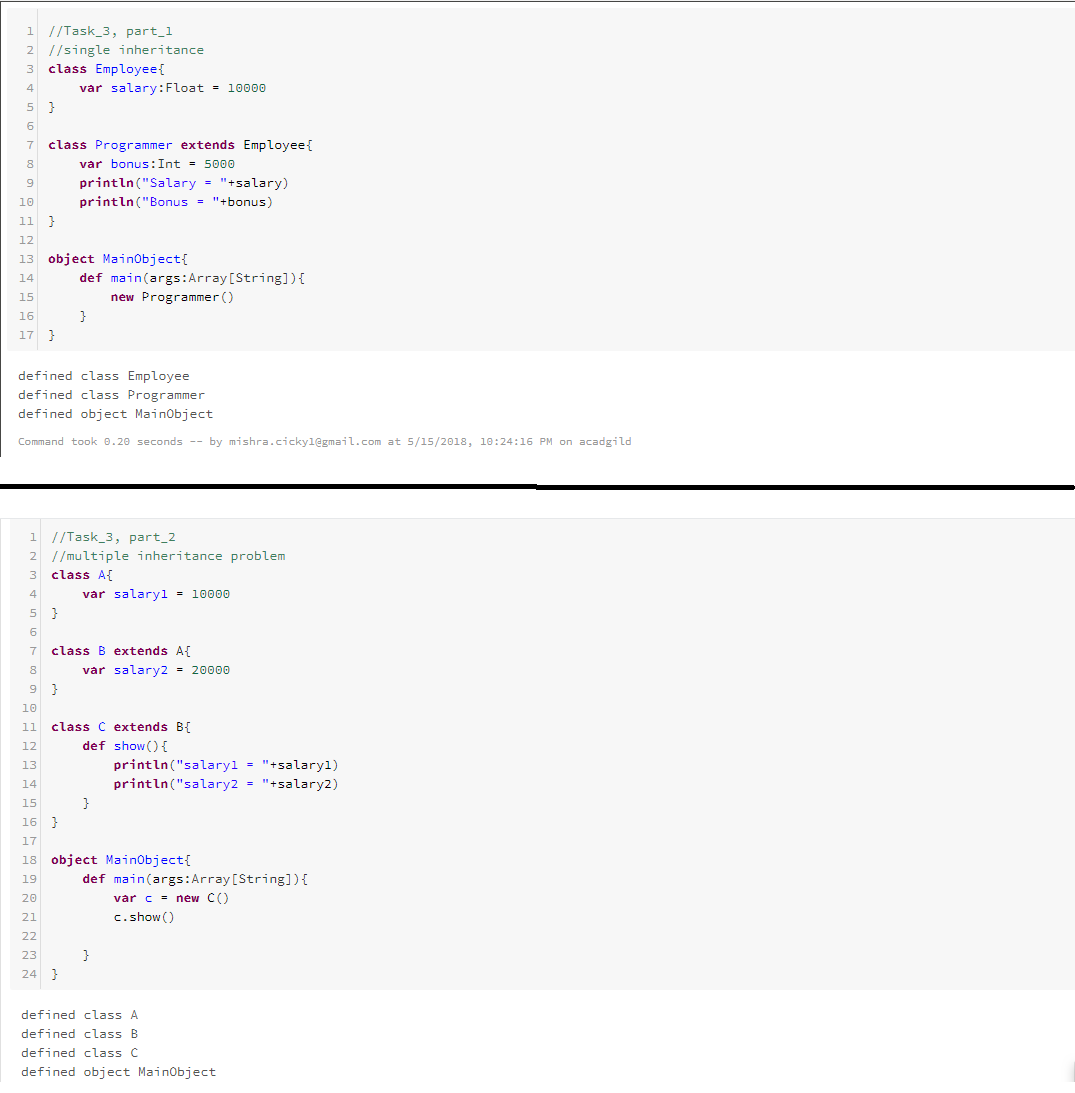 1 //Task_3, part_1
2 //single inheritance
3 class Employee{
4     var salary:Float = 10000
5 }
6
7 class Programmer extends Employee{
8     var bonus:Int = 5000
9     println("Salary = "+salary)
10     println("Bonus = "+bonus)
11 }
12
13 object MainObject{
14     def main(args:Array[String]){
15         new Programmer()
16     }
17 }
defined class Employee
defined class Programmer
defined object MainObject
Command took 0.20 seconds -- by mishra.cicky1@gmail.com at 5/15/2018, 10:24:16 PM on acadgild
1 //Task_3, part_2
2 //multiple inheritance problem
3 class A{
4     var salary1 = 10000
5 }
6
7 class B extends A{
8     var salary2 = 20000
9 }
10
11 class C extends B{
12     def show(){
13         println("salary1 = "+salary1)
14         println("salary2 = "+salary2)
15     }
16 }
17
18 object MainObject{
19     def main(args:Array[String]){
20         var c = new C()
21         c.show()
22
23     }
24 }
defined class A
defined class B
defined class C
defined object MainObject